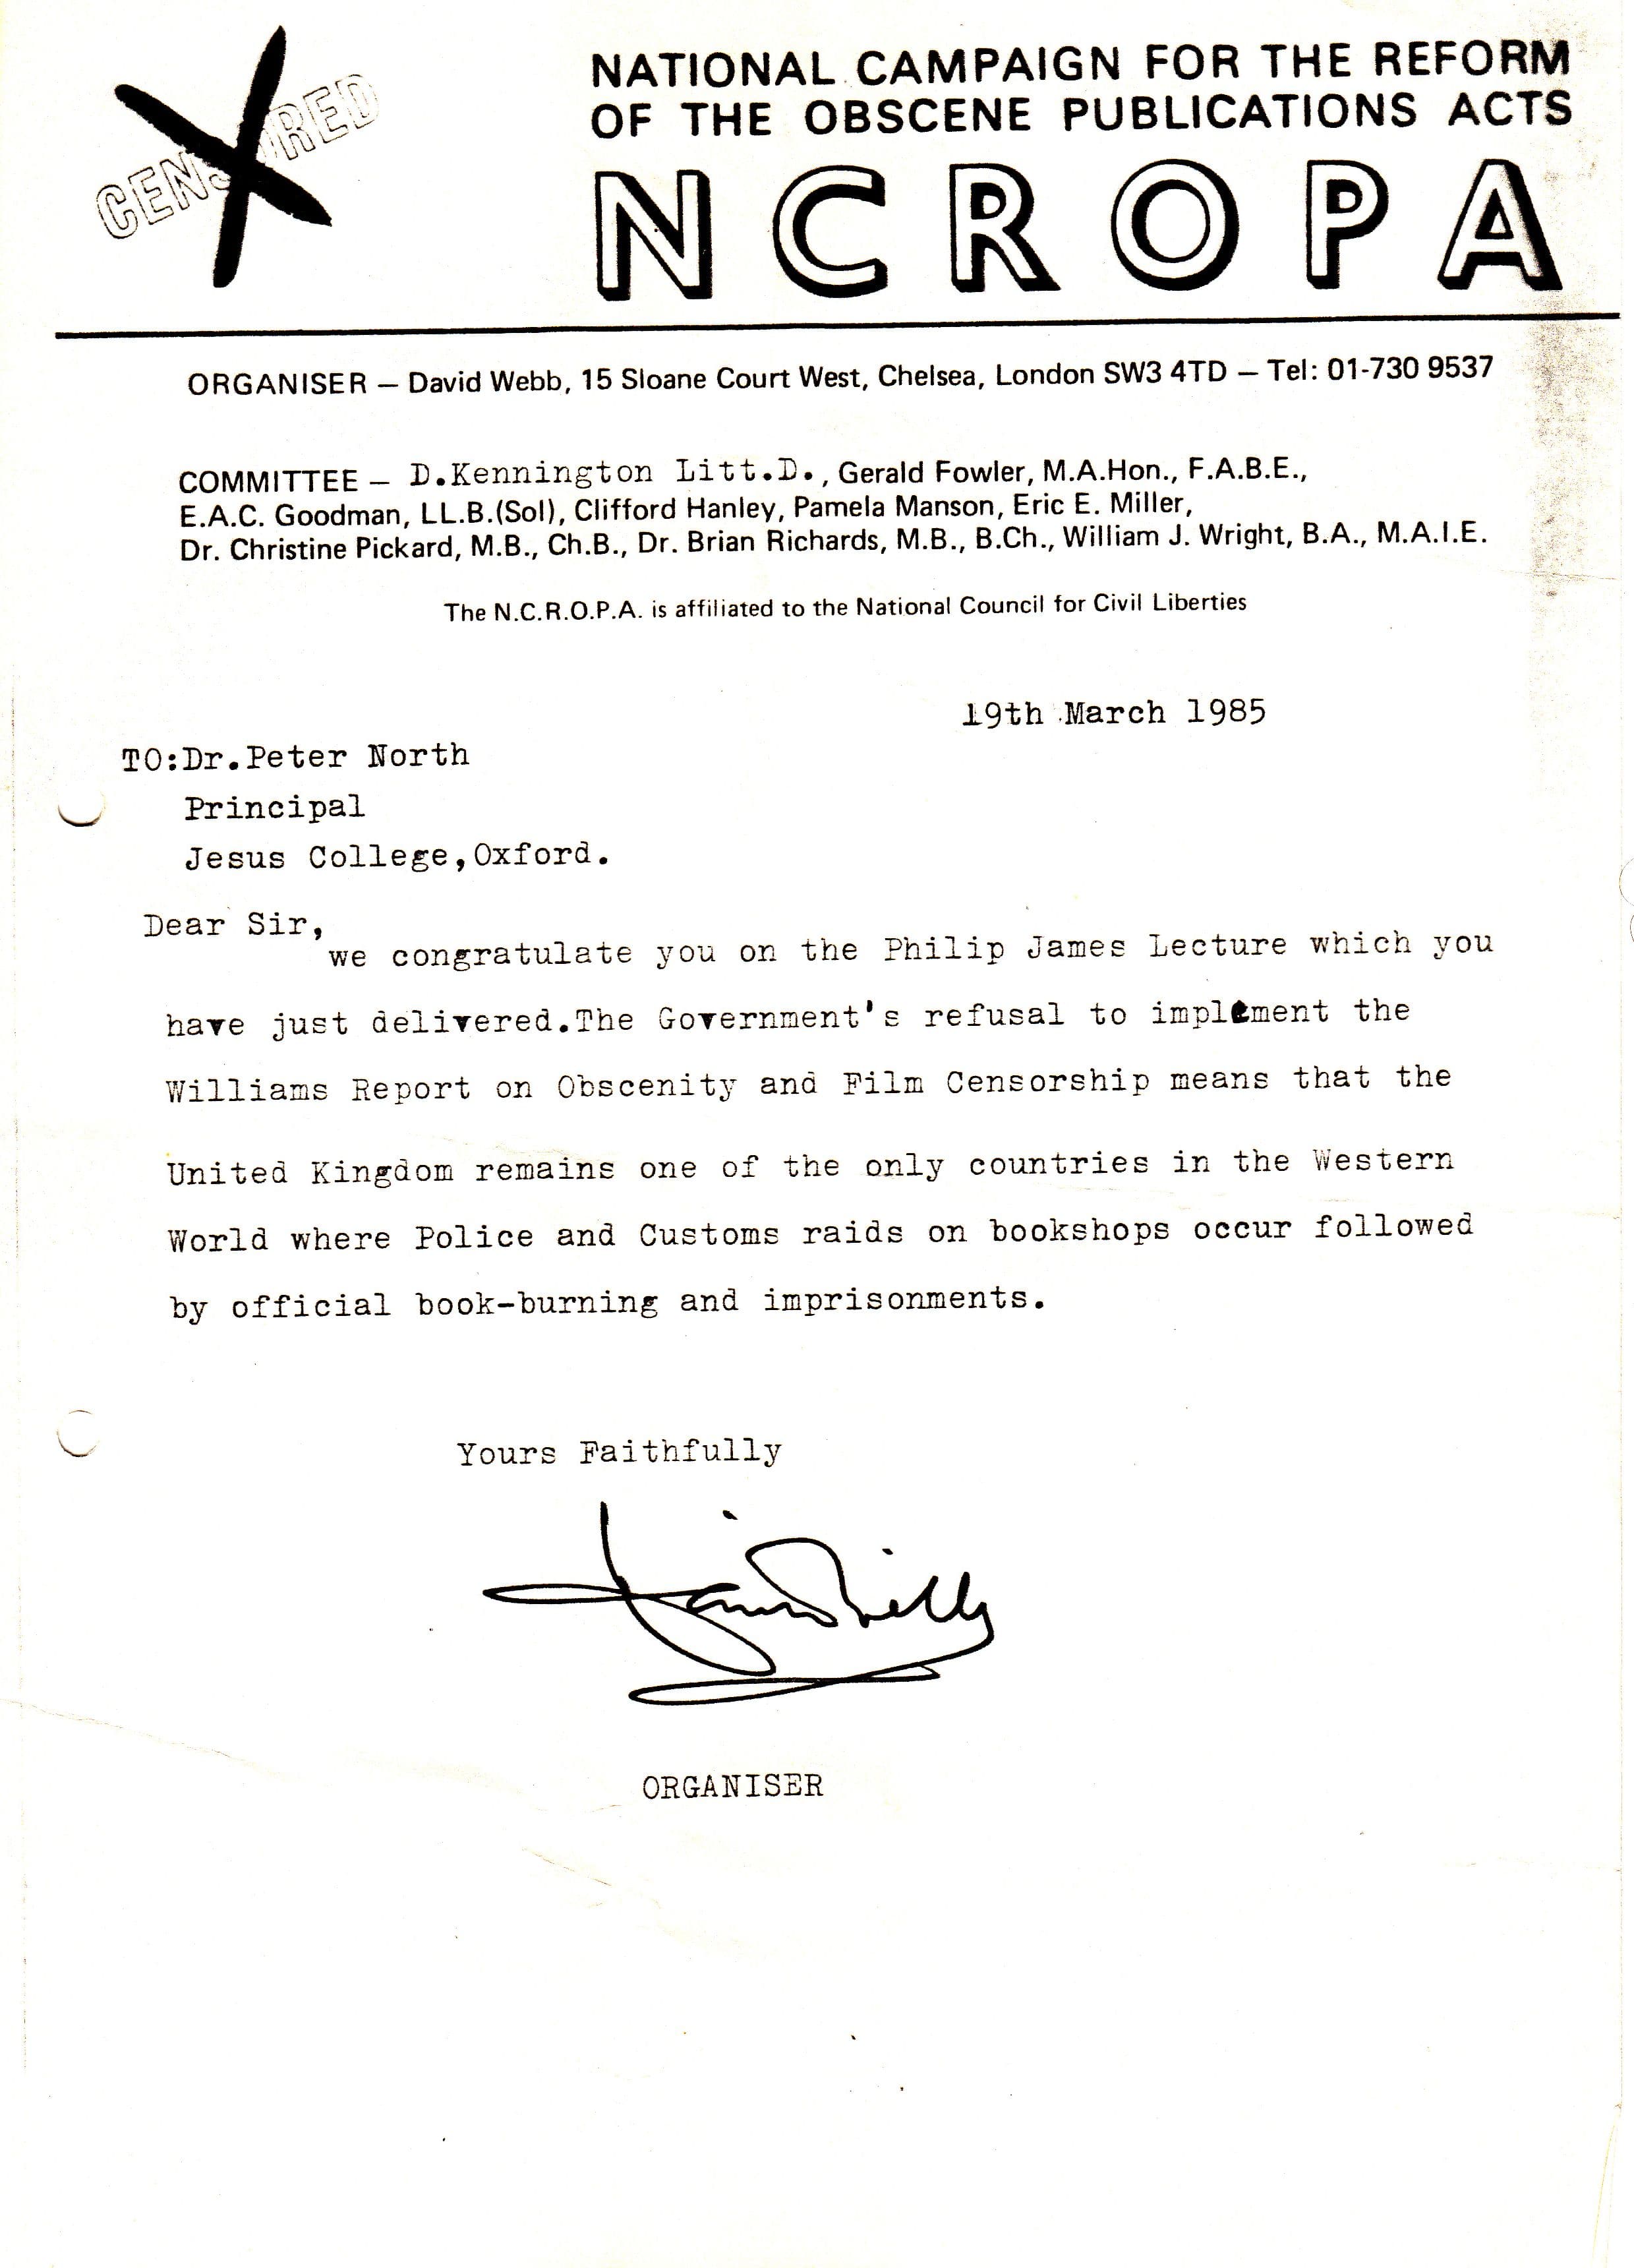 CENSORED
NATIONAL CAMPAIGN FOR THE REFORM
OF THE OBSCENE PUBLICATIONS ACTS
NCROPA
ORGANISER — David Webb, 15 Sloane Court West, Chelsea, London SW3 4TD — Tel: 01-730 9537
COMMITTEE — D.Kennington Litt.D., Gerald Fowler, M.A.Hon., F.A.B.E.,
E.A.C. Goodman, LL.B.(Sol), Clifford Hanley, Pamela Manson, Eric E. Miller,
Dr. Christine Pickard, M.B., Ch.B., Dr. Brian Richards, M.B., B.Ch., William J. Wright, B.A., M.A.I.E.
The N.C.R.O.P.A. is affiliated to the National Council for Civil Liberties
19th March 1985
TO:Dr.Peter North
Principal
Jesus College,Oxford.
Dear Sir,
we congratulate you on the Philip James Lecture which you
have just delivered.The Government's refusal to implement the
Williams Report on Obscenity and Film Censorship means that the
United Kingdom remains one of the only countries in the Western
World where Police and Customs raids on bookshops occur followed
by official book-burning and imprisonments.
Yours Faithfully
ORGANISER